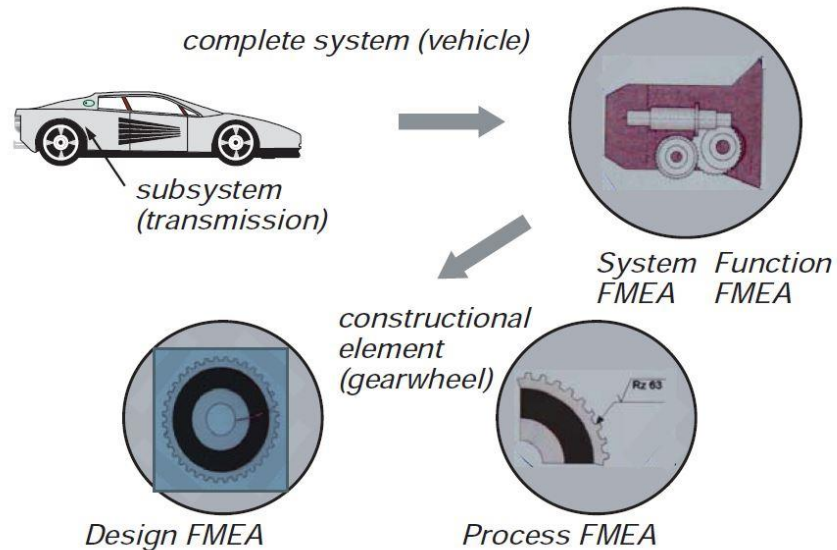 complete system (vehicle)
subsystem
(transmission)
System Function
FMEA FMEA
constructional
element
(gearwheel)
Rz 63
Design FMEA
Process FMEA